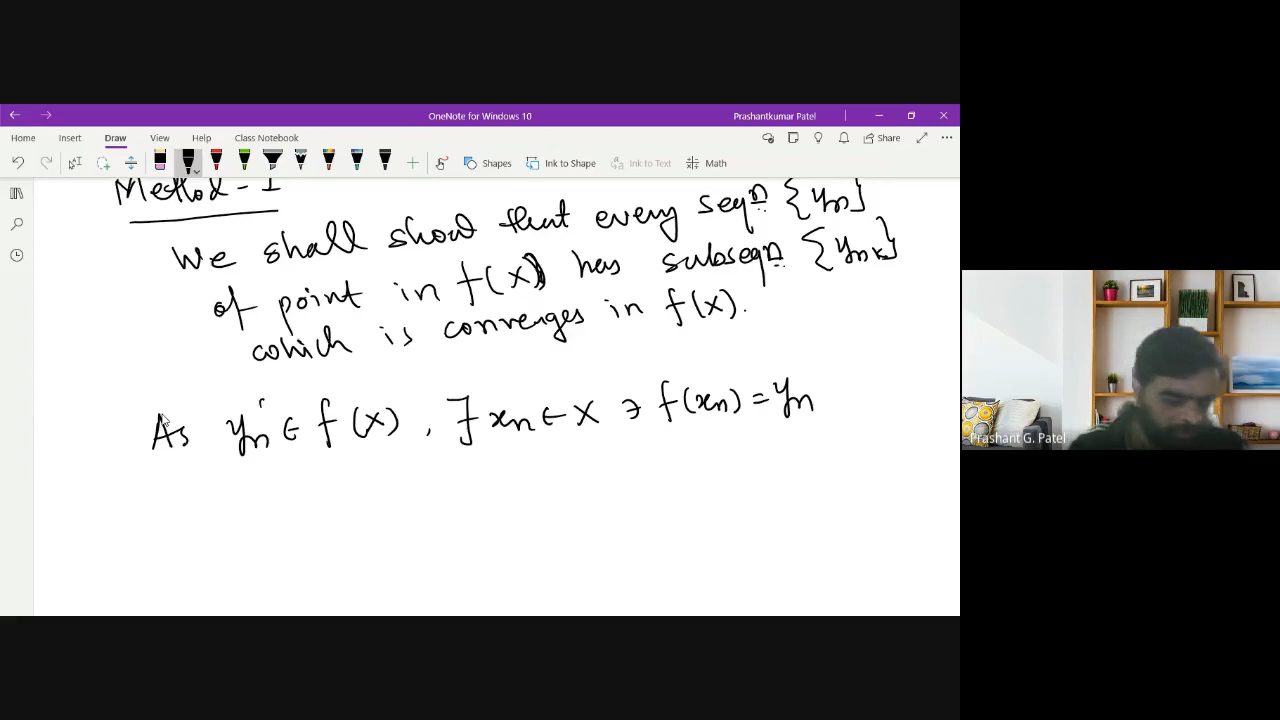 OneNote for Windows 10
Prashantkumar Patel
Home Insert Draw View Help Class Notebook
Share
Shapes Ink to Shape Ink to Text Math
Method - I
We shall show that every seqn {yn}
of point in f(X) has subseqn {ynk}
which is converges in f(X).
As yn ∈ f(X), ∃ xn ∈ X ∋ f(xn) = yn
Prashant G. Patel